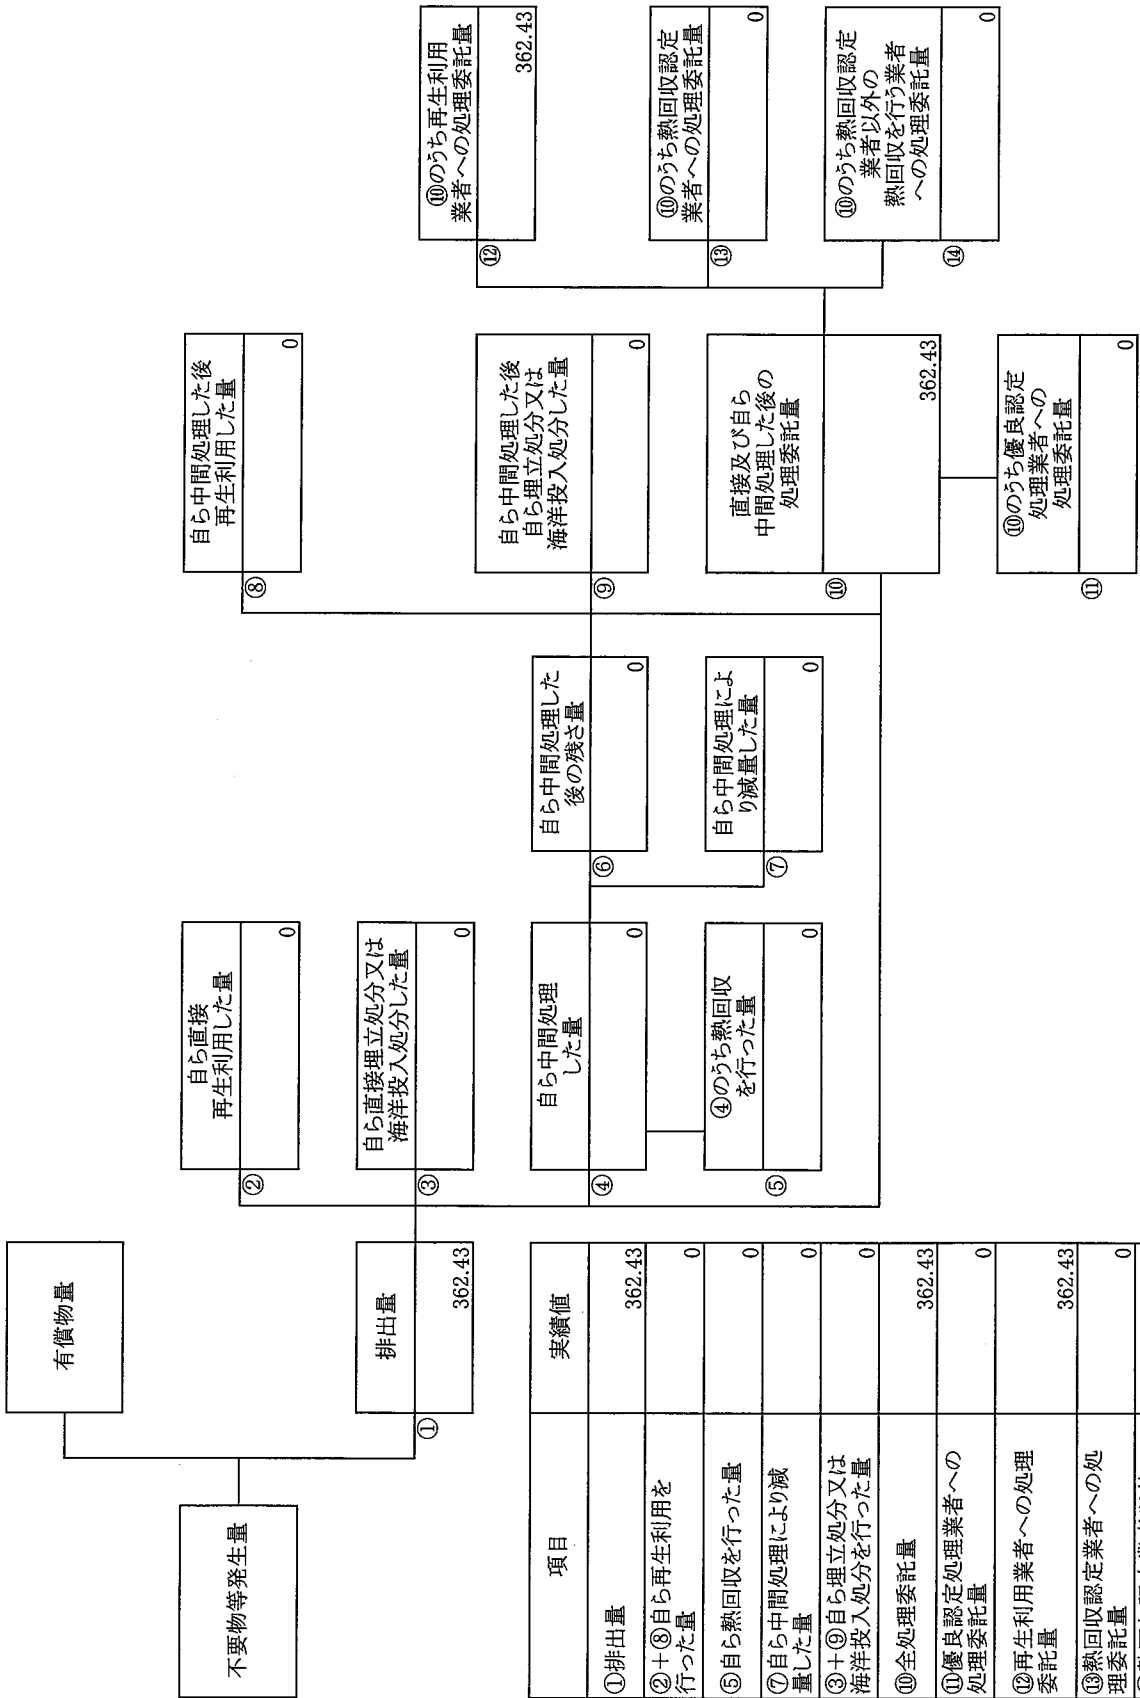 不要物等発生量
有償物量
排出量
①
362.43
自ら直接
再生利用した量
②
0
自ら直接埋立処分又は
海洋投入処分した量
③
0
自ら中間処理
した量
④
0
④のうち熱回収
を行った量
⑤
0
自ら中間処理した
後の残さ量
⑥
0
自ら中間処理によ
り減量した量
⑦
0
自ら中間処理した後
再生利用した量
⑧
0
自ら中間処理した後
自ら埋立処分又は
海洋投入処分した量
⑨
0
直接及び自ら
中間処理した後の
処理委託量
⑩
362.43
⑩のうち優良認定
処理業者への
処理委託量
⑪
0
⑩のうち再生利用
業者への処理委託量
⑫
362.43
⑩のうち熱回収認定
業者への処理委託量
⑬
0
⑩のうち熱回収認定
業者以外の
熱回収を行う業者
への処理委託量
⑭
0
項目 実績値
①排出量 362.43
②+⑧自ら再生利用を
行った量 0
⑤自ら熱回収を行った量 0
⑦自ら中間処理により減
量した量 0
③+⑨自ら埋立処分又は
海洋投入処分を行った量 0
⑩全処理委託量 362.43
⑪優良認定処理業者への
処理委託量 0
⑫再生利用業者への処理
委託量 362.43
⑬熱回収認定業者への処
理委託量 0